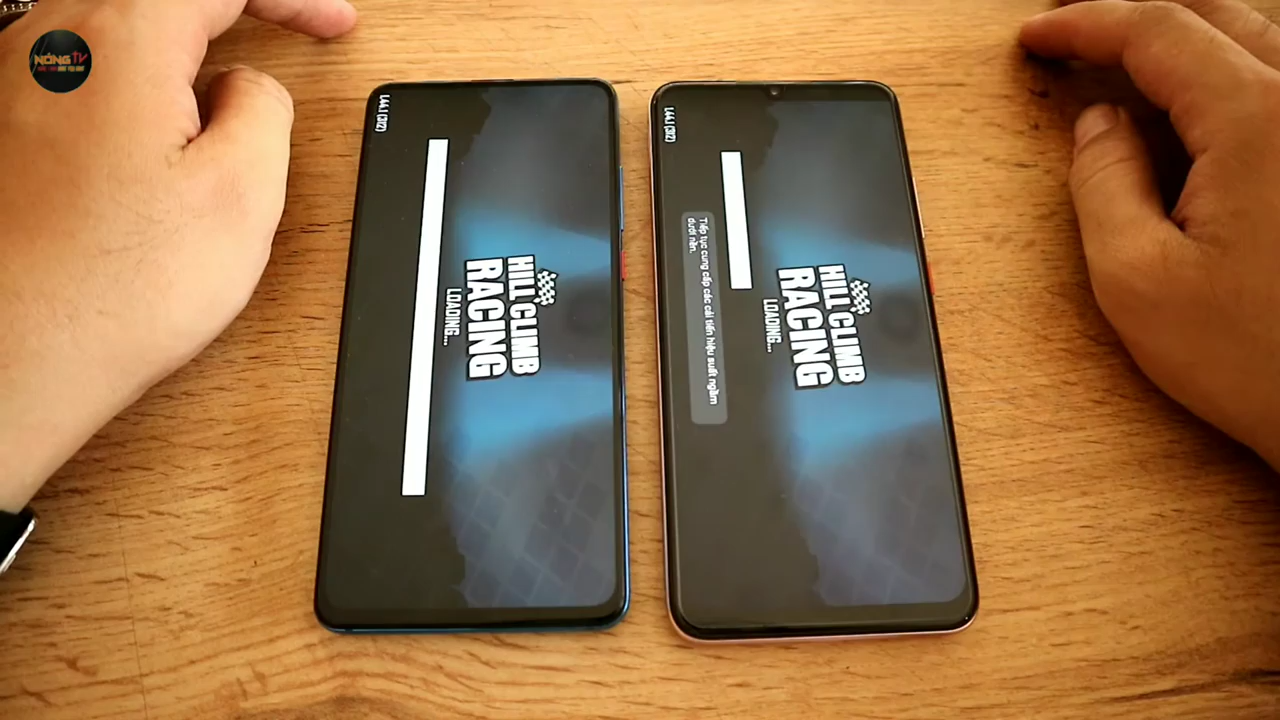 NÓNG TV
1.44.1 (312)
HILL CLIMB
RACING
LOADING...
1.44.1 (312)
HILL CLIMB
RACING
LOADING...
Tiếp tục cung cấp các cải tiến hiệu suất ngầm
dưới nền.